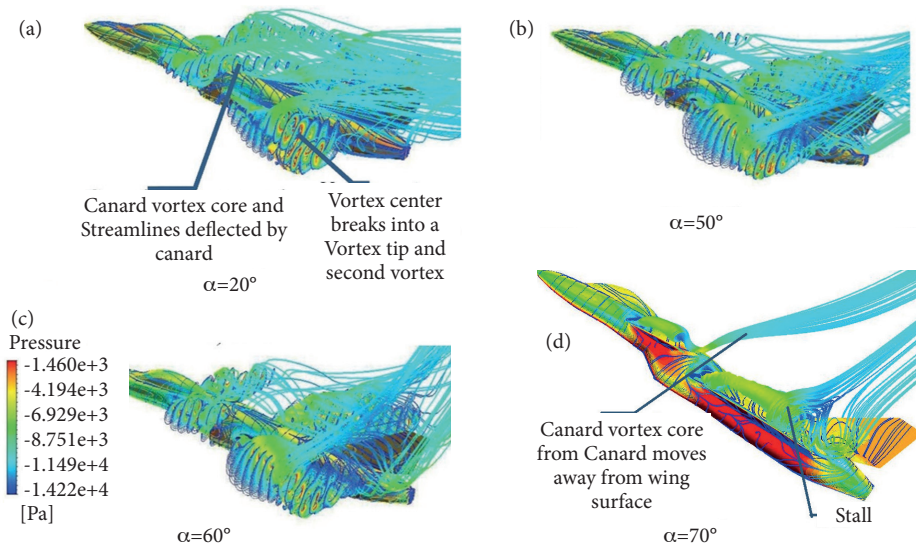 (a)
Canard vortex core and
Streamlines deflected by
canard
Vortex center
breaks into a
Vortex tip and
second vortex
α=20°
(b)
α=50°
(c)
Pressure
-1.460e+3
-4.194e+3
-6.929e+3
-8.751e+3
-1.149e+4
-1.422e+4
[Pa]
α=60°
(d)
Canard vortex core
from Canard moves
away from wing
surface
Stall
α=70°